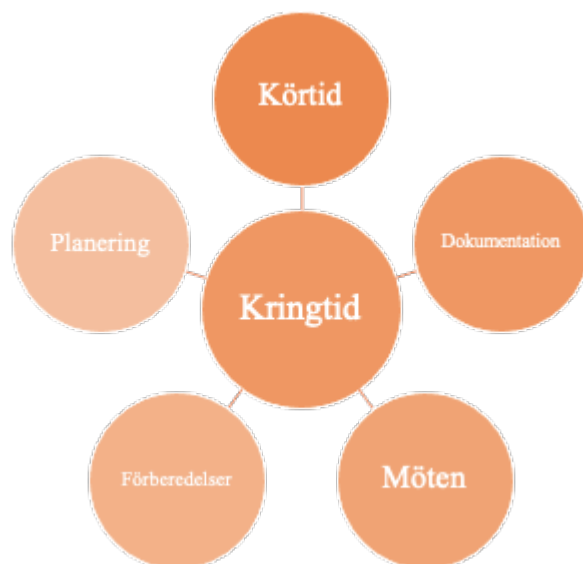 Körtid
Planering
Dokumentation
Kringtid
Förberedelser
Möten